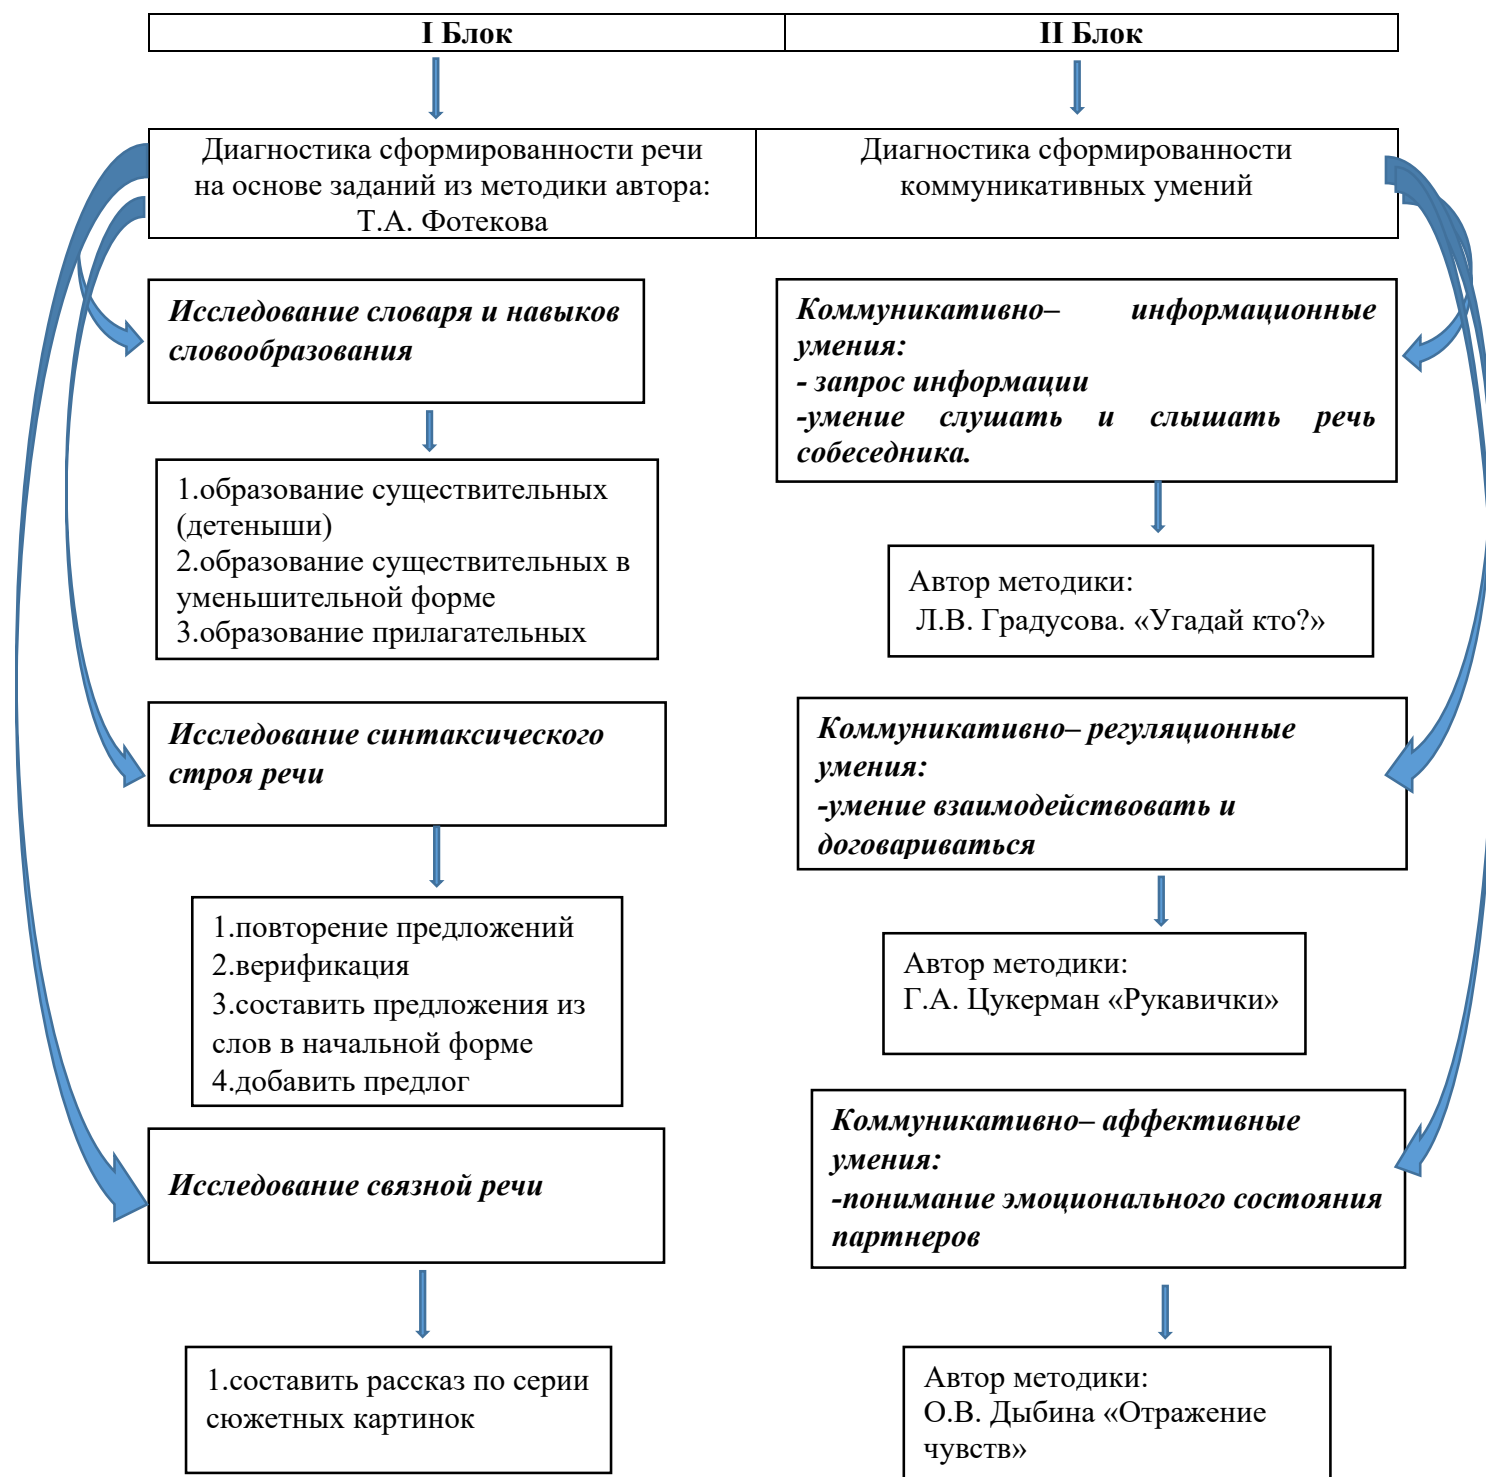 I Блок
II Блок
Диагностика сформированности речи
на основе заданий из методики автора:
Т.А. Фотекова
Диагностика сформированности
коммуникативных умений
Исследование словаря и навыков
словообразования
1.образование существительных
(детеныши)
2.образование существительных в
уменьшительной форме
3.образование прилагательных
Исследование синтаксического
строя речи
1.повторение предложений
2.верификация
3.составить предложения из
слов в начальной форме
4.добавить предлог
Исследование связной речи
1.составить рассказ по серии
сюжетных картинок
Коммуникативно– информационные
умения:
- запрос информации
-умение слушать и слышать речь
собеседника.
Автор методики:
Л.В. Градусова. «Угадай кто?»
Коммуникативно– регуляционные
умения:
-умение взаимодействовать и
договариваться
Автор методики:
Г.А. Цукерман «Рукавички»
Коммуникативно– аффективные
умения:
-понимание эмоционального состояния
партнеров
Автор методики:
О.В. Дыбина «Отражение
чувств»